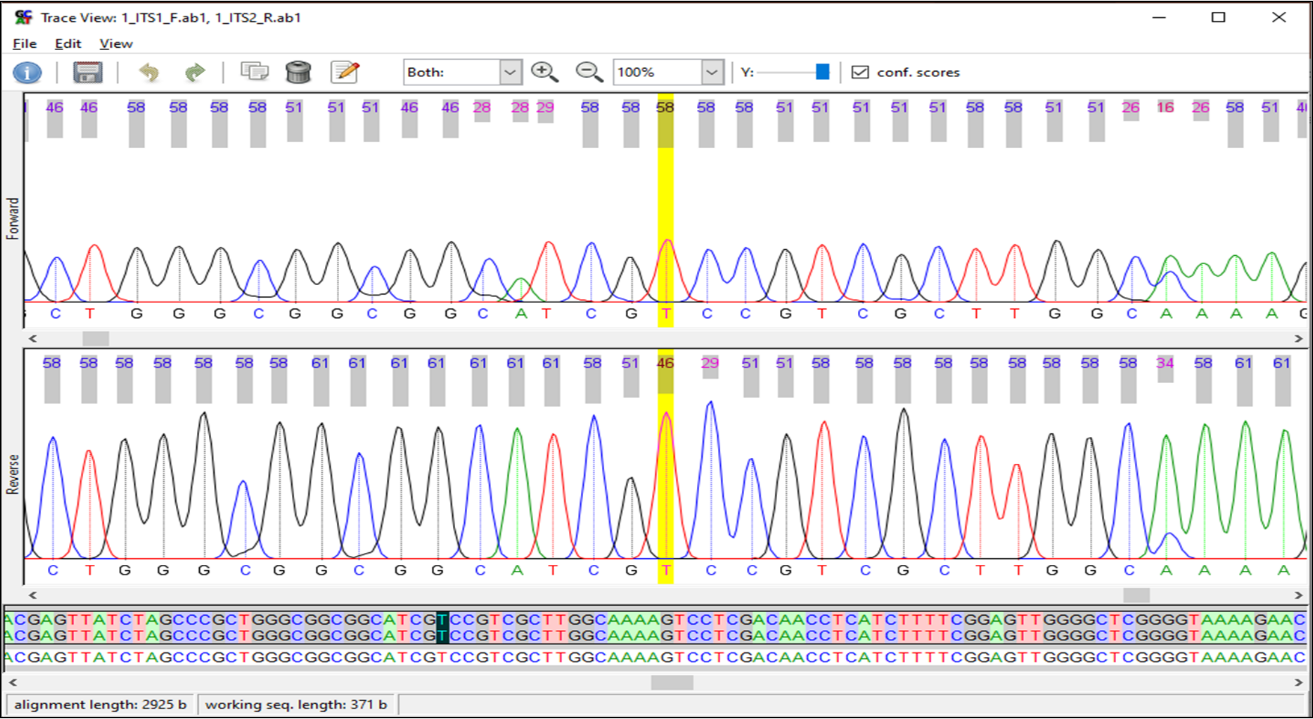 Trace View: 1_ITS1_F.ab1, 1_ITS2_R.ab1
File Edit View
Both: 100% Y: conf. scores
46 46 58 58 58 58 51 51 51 46 46 28 28 29 58 58 58 58 58 51 51 51 51 51 58 58 51 51 26 16 26 58 51
Forward
C T G G G C G G C G G C A T C G T C C G T C G C T T G G C A A A A G
58 58 58 58 58 58 58 61 61 61 61 61 61 61 58 51 46 29 51 51 58 58 58 58 58 58 58 58 58 34 58 61 61
Reverse
C T G G G C G G C G G C A T C G T C C G T C G C T T G G C A A A A
ACGAGTTATCTAGCCCGCTGGGCGGCGGCATCGTCCGTCGCTTGGCAAAAGTCCTCGACAACCTCATCTTTTCGGAGTTGGGGCTCGGGGTAAAAGAAC
ACGAGTTATCTAGCCCGCTGGGCGGCGGCATCGTCCGTCGCTTGGCAAAAGTCCTCGACAACCTCATCTTTTCGGAGTTGGGGCTCGGGGTAAAAGAAC
ACGAGTTATCTAGCCCGCTGGGCGGCGGCATCGTCCGTCGCTTGGCAAAAGTCCTCGACAACCTCATCTTTTCGGAGTTGGGGCTCGGGGTAAAAGAAC
alignment length: 2925 b working seq. length: 371 b